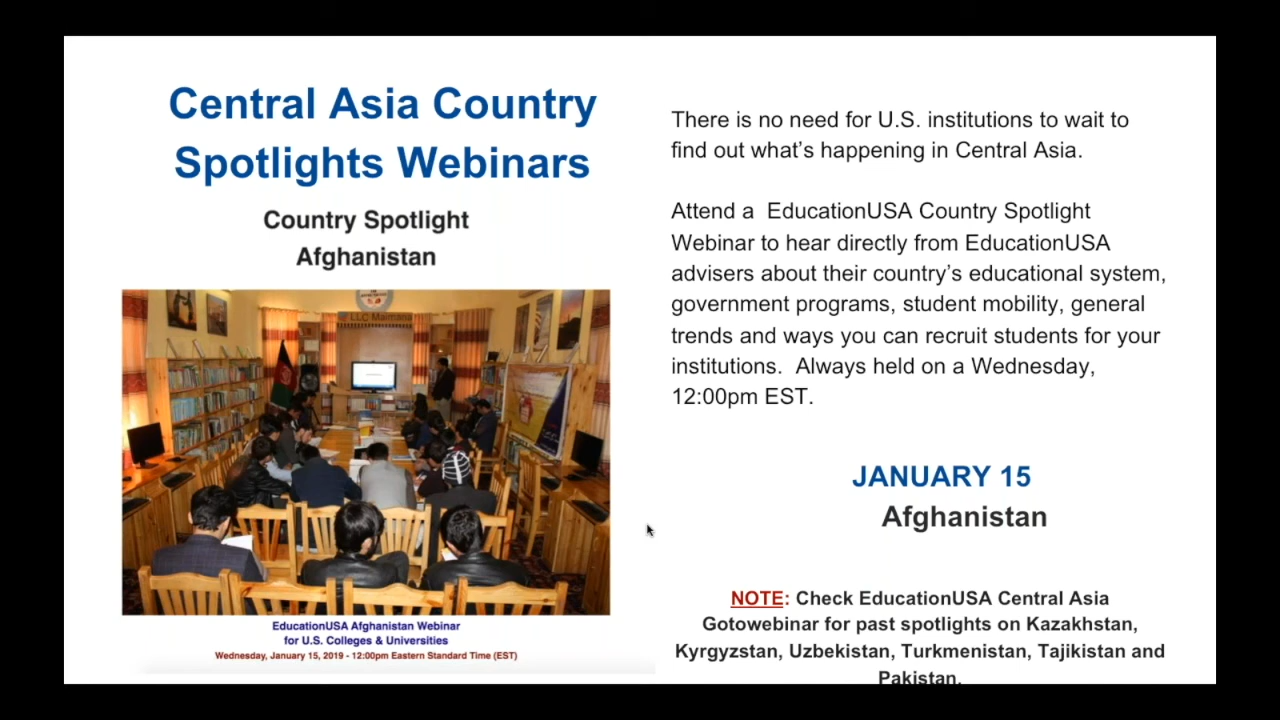 Central Asia Country
Spotlights Webinars
Country Spotlight
Afghanistan
LLC Maimana
EducationUSA Afghanistan Webinar
for U.S. Colleges & Universities
Wednesday, January 15, 2019 - 12:00pm Eastern Standard Time (EST)
There is no need for U.S. institutions to wait to
find out what’s happening in Central Asia.
Attend a  EducationUSA Country Spotlight
Webinar to hear directly from EducationUSA
advisers about their country’s educational system,
government programs, student mobility, general
trends and ways you can recruit students for your
institutions.  Always held on a Wednesday,
12:00pm EST.
JANUARY 15
Afghanistan
NOTE: Check EducationUSA Central Asia
Gotowebinar for past spotlights on Kazakhstan,
Kyrgyzstan, Uzbekistan, Turkmenistan, Tajikistan and
Pakistan.